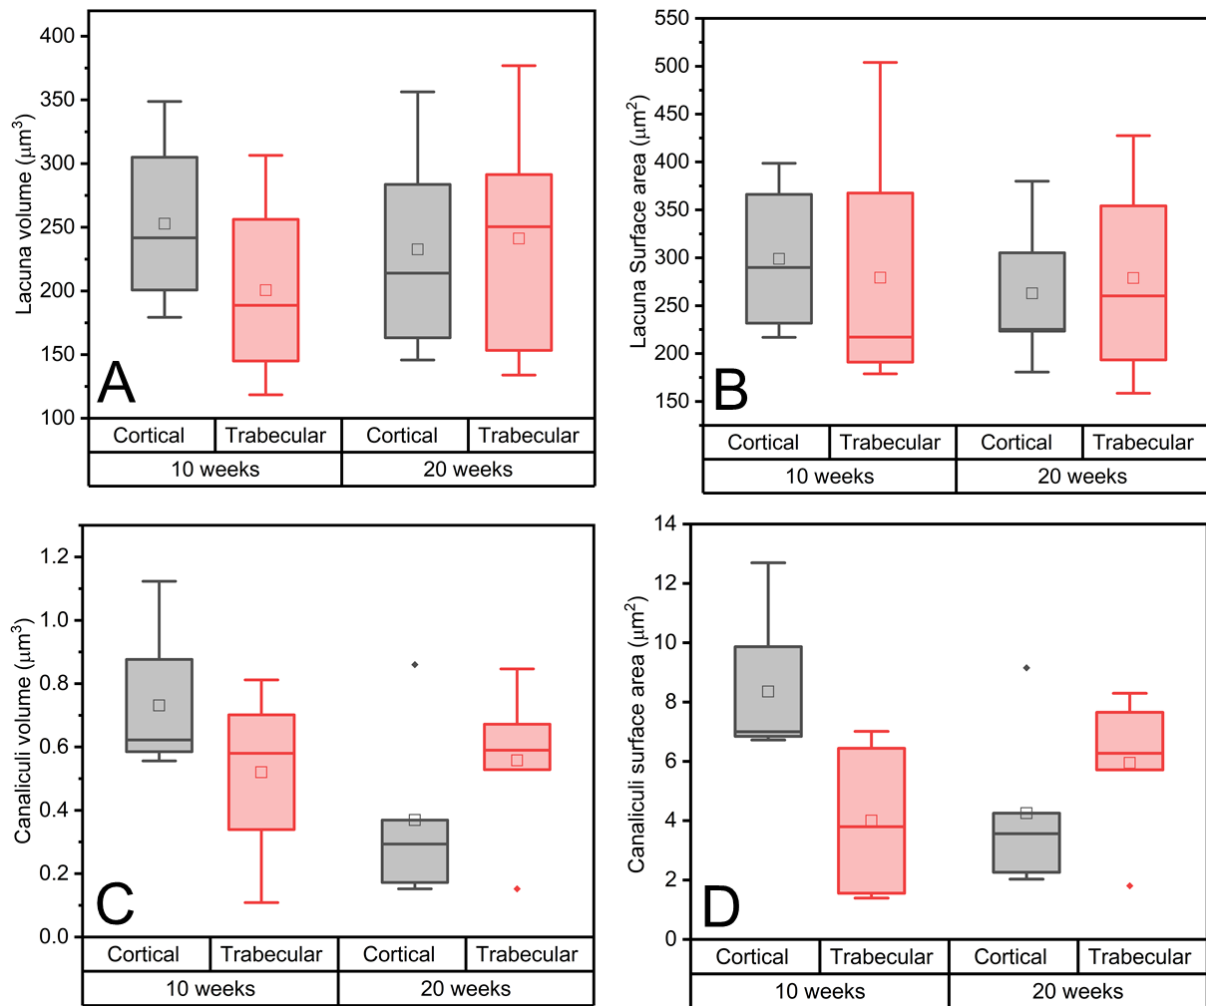 400
350
300
250
200
150
100
Lacuna volume (μm³)
A
Cortical Trabecular Cortical Trabecular
10 weeks 20 weeks
550
500
450
400
350
300
250
200
150
Lacuna Surface area (μm²)
B
Cortical Trabecular Cortical Trabecular
10 weeks 20 weeks
1.2
1.0
0.8
0.6
0.4
0.2
0.0
Canaliculi volume (μm³)
C
Cortical Trabecular Cortical Trabecular
10 weeks 20 weeks
14
12
10
8
6
4
2
0
Canaliculi surface area (μm²)
D
Cortical Trabecular Cortical Trabecular
10 weeks 20 weeks